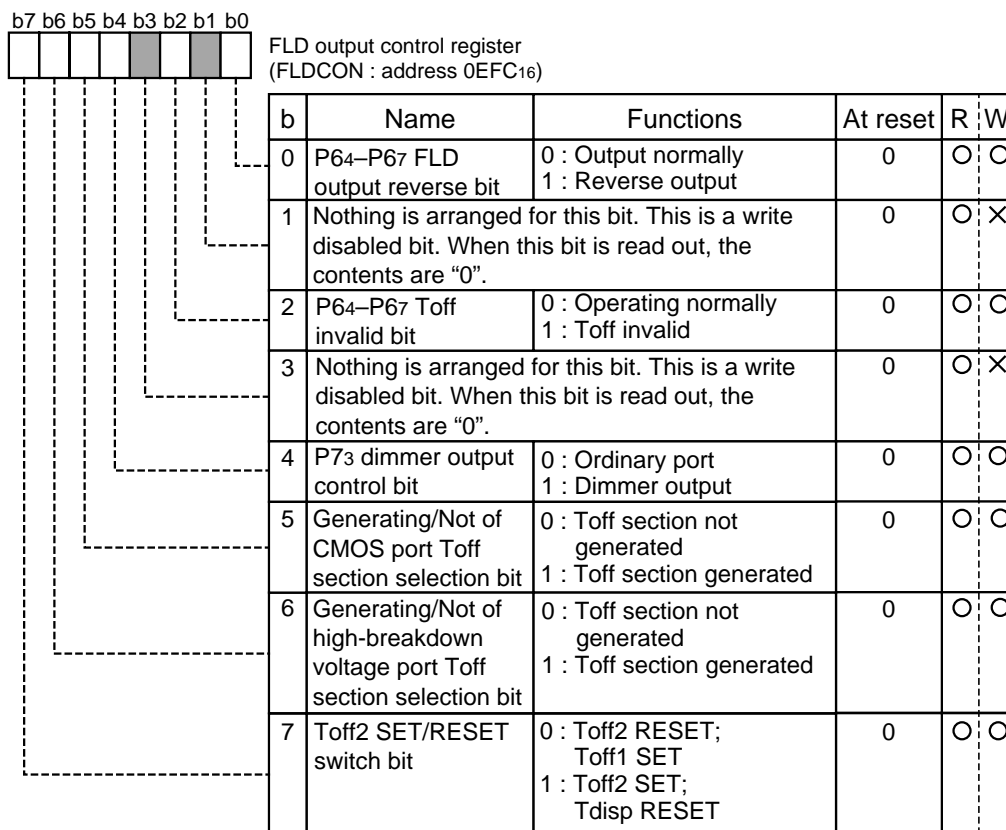 b7 b6 b5 b4 b3 b2 b1 b0
FLD output control register
(FLDCON : address 0EFC16)
b Name Functions At reset R W
0 P64–P67 FLD output reverse bit 0 : Output normally 1 : Reverse output 0 O O
1 Nothing is arranged for this bit. This is a write disabled bit. When this bit is read out, the contents are “0”. 0 O ×
2 P64–P67 Toff invalid bit 0 : Operating normally 1 : Toff invalid 0 O O
3 Nothing is arranged for this bit. This is a write disabled bit. When this bit is read out, the contents are “0”. 0 O ×
4 P73 dimmer output control bit 0 : Ordinary port 1 : Dimmer output 0 O O
5 Generating/Not of CMOS port Toff section selection bit 0 : Toff section not generated 1 : Toff section generated 0 O O
6 Generating/Not of high-breakdown voltage port Toff section selection bit 0 : Toff section not generated 1 : Toff section generated 0 O O
7 Toff2 SET/RESET switch bit 0 : Toff2 RESET; Toff1 SET 1 : Toff2 SET; Tdisp RESET 0 O O